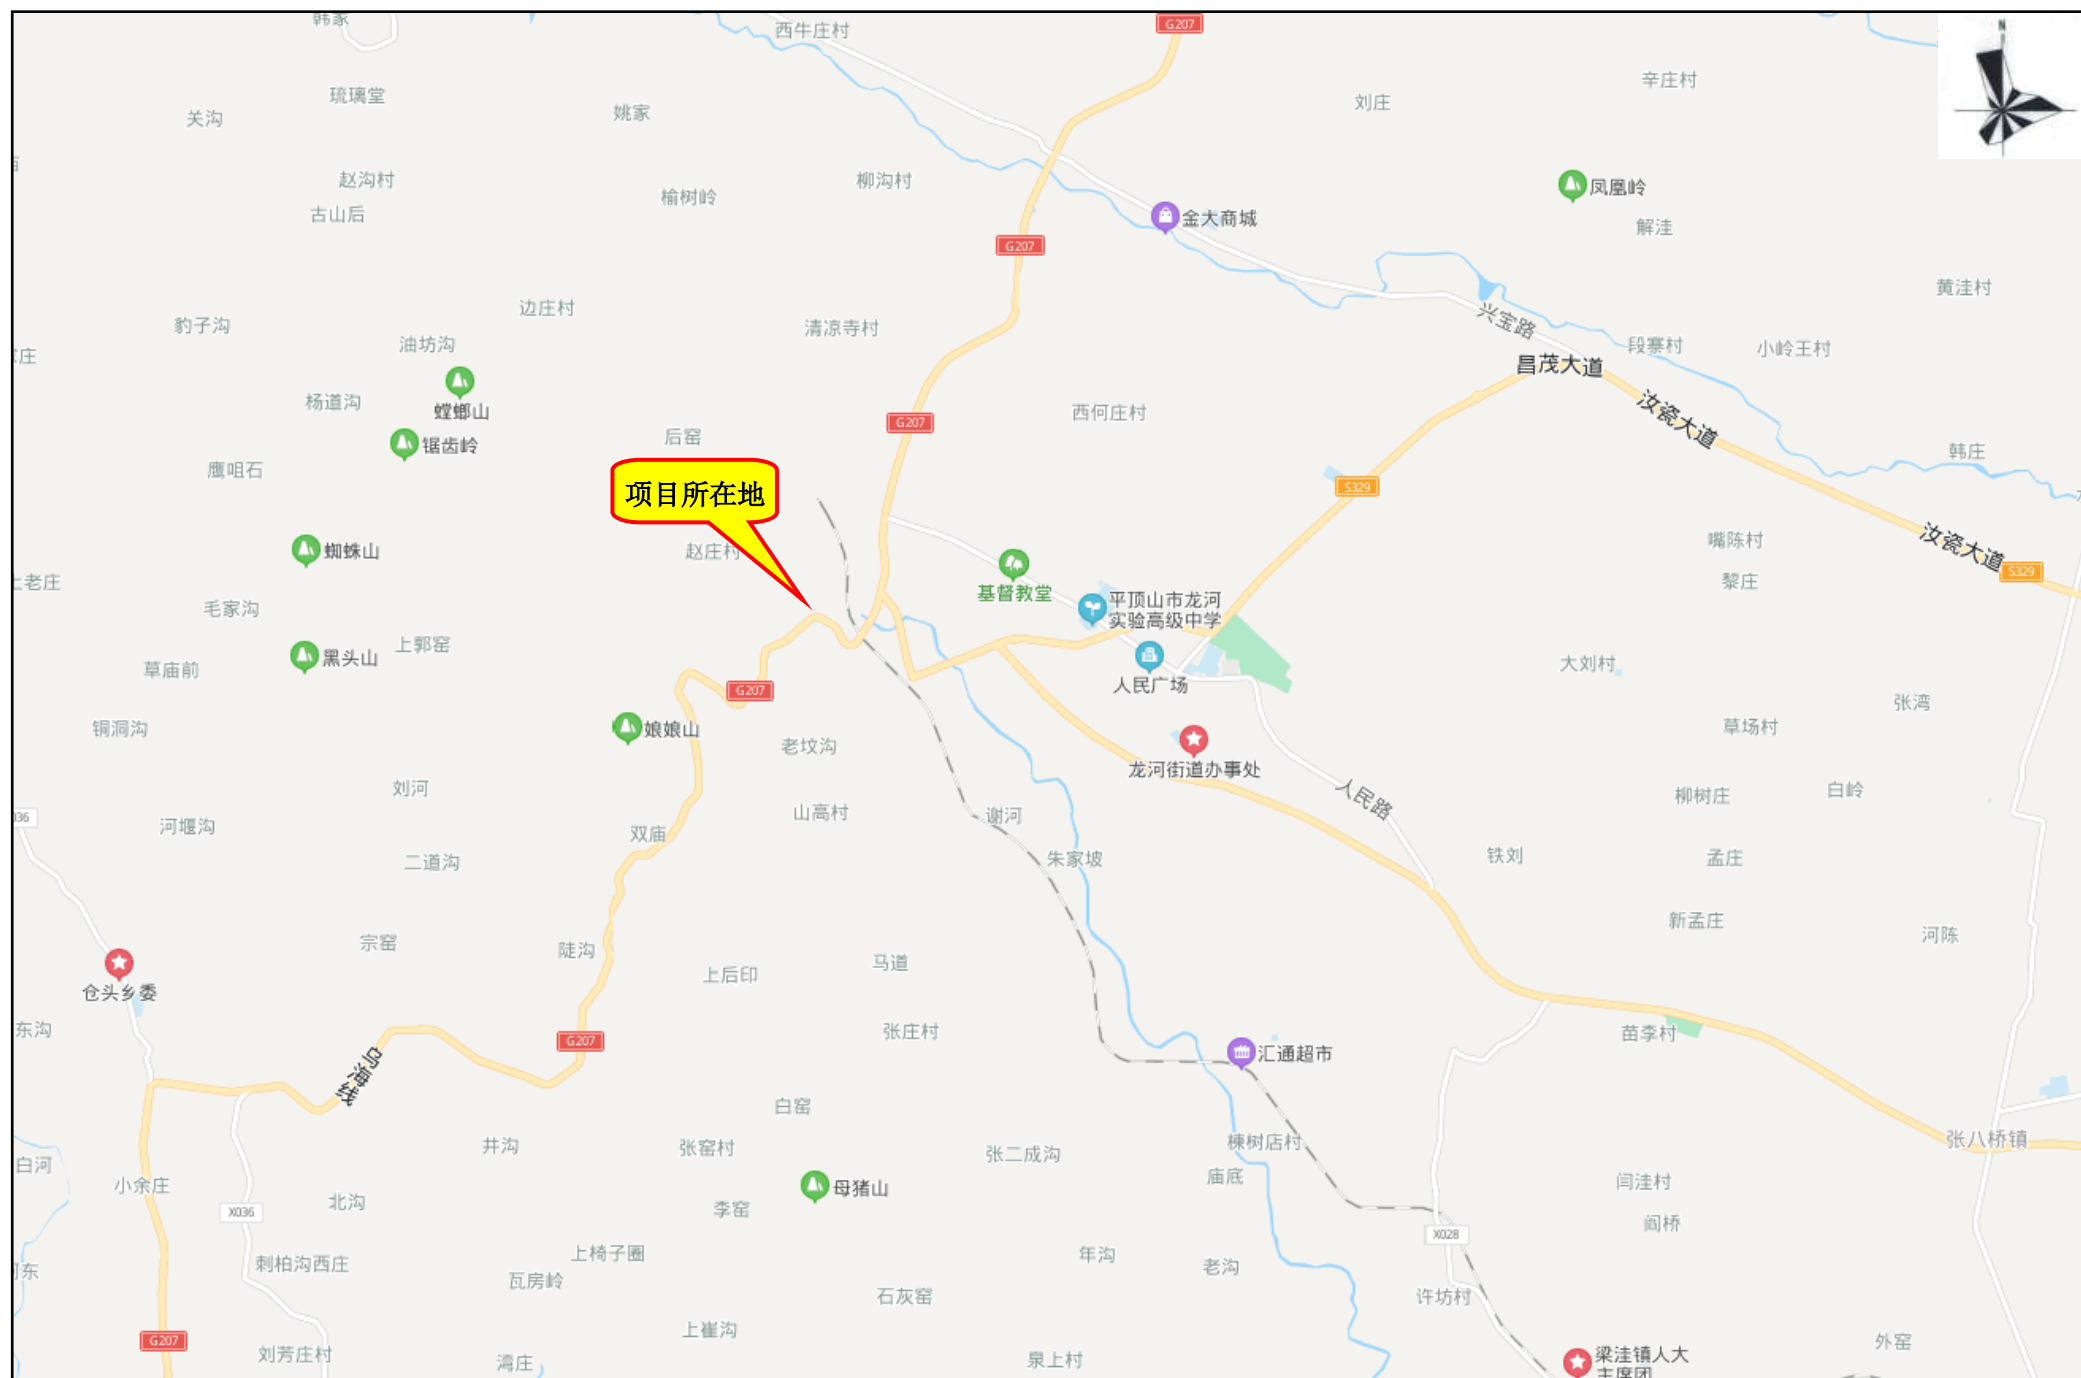 韩家
西牛庄村
G207
N
琉璃堂
关沟
姚家
刘庄
辛庄村
赵沟村
古山后
榆树岭
柳沟村
凤凰岭
金大商城
解洼
G207
黄洼村
边庄村
豹子沟
油坊沟
清凉寺村
兴宝路
段寨村
小岭王村
昌茂大道
庄
杨道沟
螳螂山
锯齿岭
后窑
G207
西何庄村
汝瓷大道
韩庄
鹰咀石
项目所在地
S329
蜘蛛山
赵庄村
嘴陈村
汝瓷大道
S329
上老庄
毛家沟
基督教堂
平顶山市龙河
实验高级中学
黎庄
黑头山
上郭窑
草庙前
人民广场
大刘村
G207
张湾
铜洞沟
娘娘山
老坟沟
草场村
龙河街道办事处
刘河
人民路
柳树庄
白岭
036
河堰沟
双庙
山高村
谢河
二道沟
朱家坡
铁刘
孟庄
新孟庄
宗窑
陡沟
上后印
马道
河陈
仓头乡委
东沟
张庄村
苗李村
G207
乌海线
汇通超市
白窑
井沟
张窑村
张二成沟
楝树店村
张八桥镇
白河
小余庄
北沟
母猪山
庙底
闫洼村
X036
李窑
阎桥
X028
刺柏沟西庄
上椅子圈
年沟
老沟
河东
瓦房岭
石灰窑
许坊村
G207
上崔沟
外窑
刘芳庄村
湾庄
泉上村
梁洼镇人大
主席团